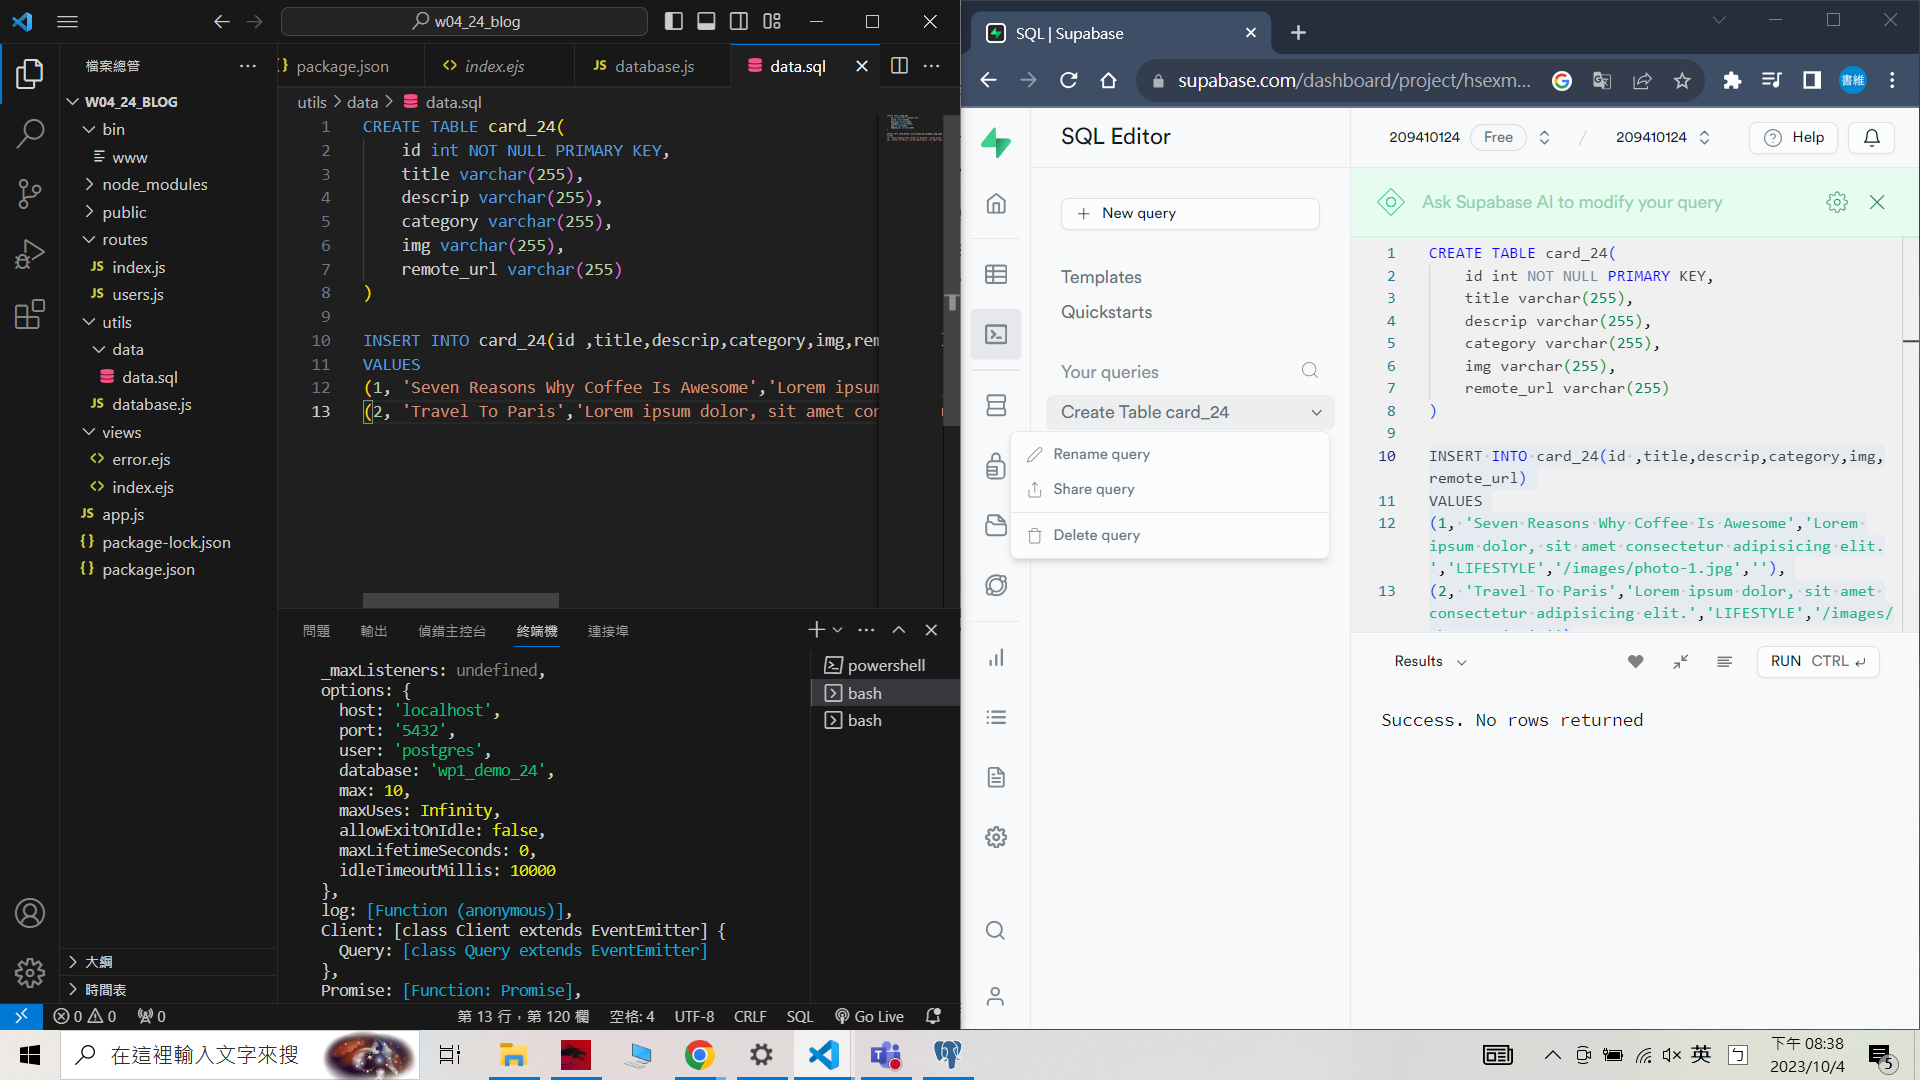 w04_24_blog
檔案總管
package.json
index.ejs
database.js
data.sql
W04_24_BLOG
bin
www
node_modules
public
routes
JS index.js
JS users.js
utils
data
data.sql
JS database.js
views
error.ejs
index.ejs
JS app.js
{} package-lock.json
{} package.json
大綱
時間表
utils > data > data.sql
1 CREATE TABLE card_24(
2 id int NOT NULL PRIMARY KEY,
3 title varchar(255),
4 descrip varchar(255),
5 category varchar(255),
6 img varchar(255),
7 remote_url varchar(255)
8 )
9
10 INSERT INTO card_24(id ,title,descrip,category,img,rem
11 VALUES
12 (1, 'Seven Reasons Why Coffee Is Awesome','Lorem ipsum
13 (2, 'Travel To Paris','Lorem ipsum dolor, sit amet con
問題 輸出 偵錯主控台 終端機 連接埠
_maxListeners: undefined,
options: {
host: 'localhost',
port: '5432',
user: 'postgres',
database: 'wp1_demo_24',
max: 10,
maxUses: Infinity,
allowExitOnIdle: false,
maxLifetimeSeconds: 0,
idleTimeoutMillis: 10000
},
log: [Function (anonymous)],
Client: [class Client extends EventEmitter] {
Query: [class Query extends EventEmitter]
},
Promise: [Function: Promise],
powershell
bash
bash
0 0 0
第 13 行，第 120 欄 空格: 4 UTF-8 CRLF SQL Go Live
SQL | Supabase
supabase.com/dashboard/project/hsexm...
書維
SQL Editor
209410124 Free / 209410124 Help
New query
Templates
Quickstarts
Your queries
Create Table card_24
Rename query
Share query
Delete query
Ask Supabase AI to modify your query
1 CREATE TABLE card_24(
2 id int NOT NULL PRIMARY KEY,
3 title varchar(255),
4 descrip varchar(255),
5 category varchar(255),
6 img varchar(255),
7 remote_url varchar(255)
8 )
9
10 INSERT INTO card_24(id ,title,descrip,category,img,
remote_url)
11 VALUES
12 (1, 'Seven Reasons Why Coffee Is Awesome','Lorem
ipsum dolor, sit amet consectetur adipisicing elit.
','LIFESTYLE','/images/photo-1.jpg',''),
13 (2, 'Travel To Paris','Lorem ipsum dolor, sit amet
consectetur adipisicing elit.','LIFESTYLE','/images/
Results
RUN CTRL
Success. No rows returned
在這裡輸入文字來搜
英
下午 08:38
2023/10/4
5